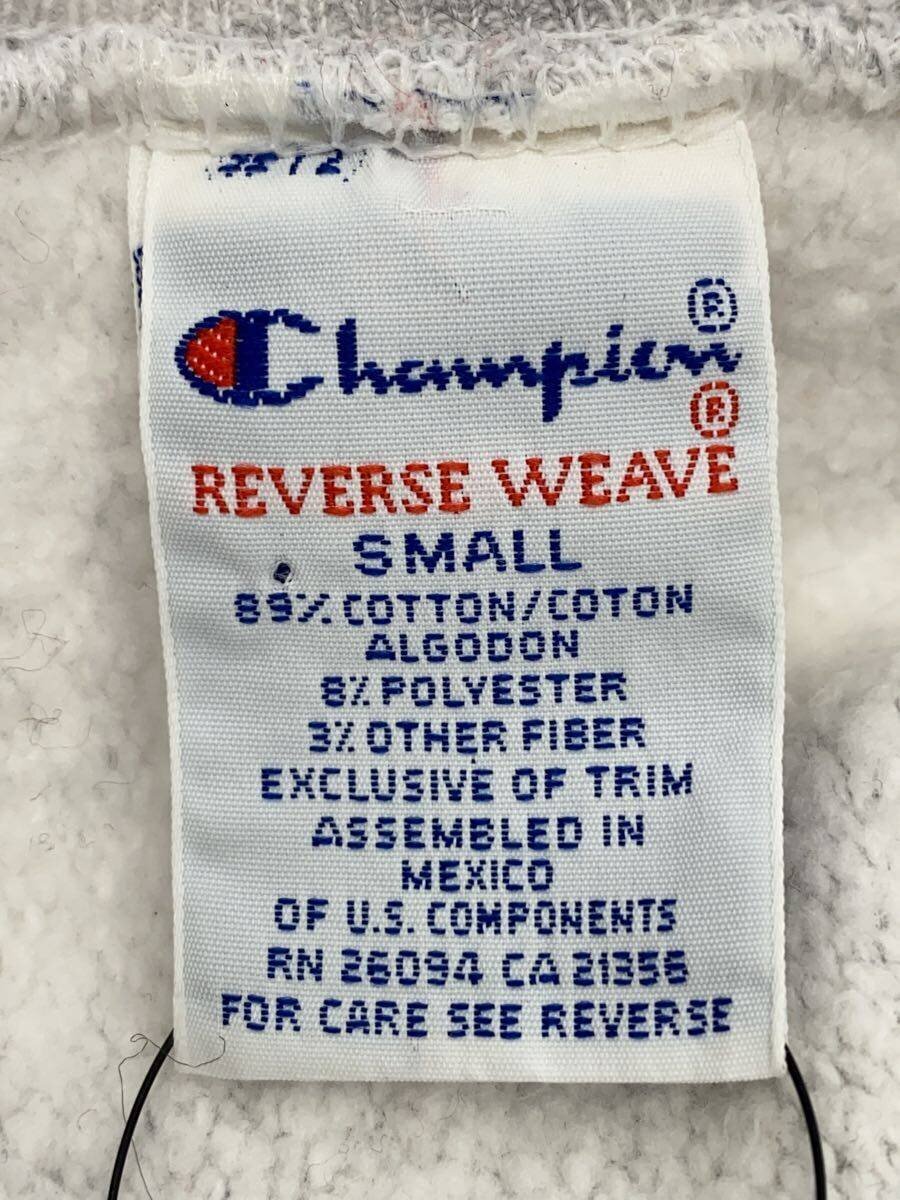 Champion®
REVERSE WEAVE®
SMALL
89% COTTON/COTON
ALGODON
8% POLYESTER
3% OTHER FIBER
EXCLUSIVE OF TRIM
ASSEMBLED IN
MEXICO
OF U.S. COMPONENTS
RN 26094 CA 21356
FOR CARE SEE REVERSE